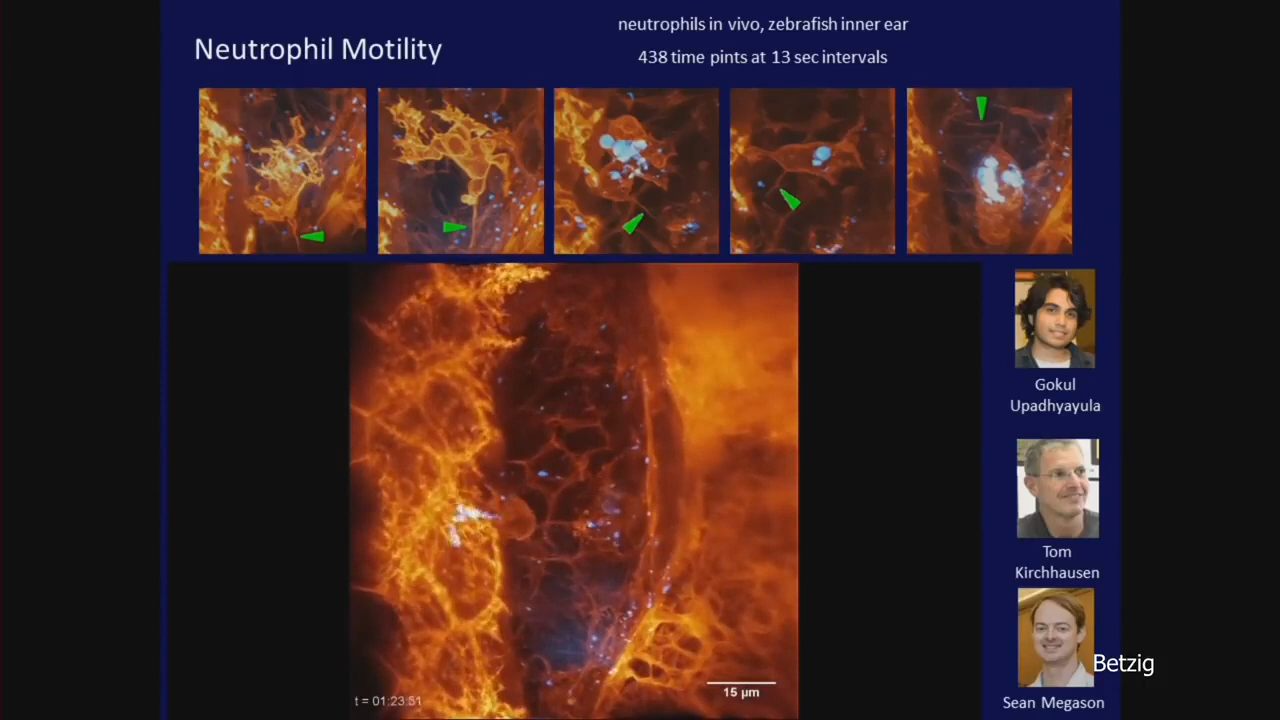 neutrophils in vivo, zebrafish inner ear
Neutrophil Motility
438 time pints at 13 sec intervals
Gokul
Upadhyayula
Tom
Kirchhausen
Betzig
15 µm
t = 01:23:51
Sean Megason